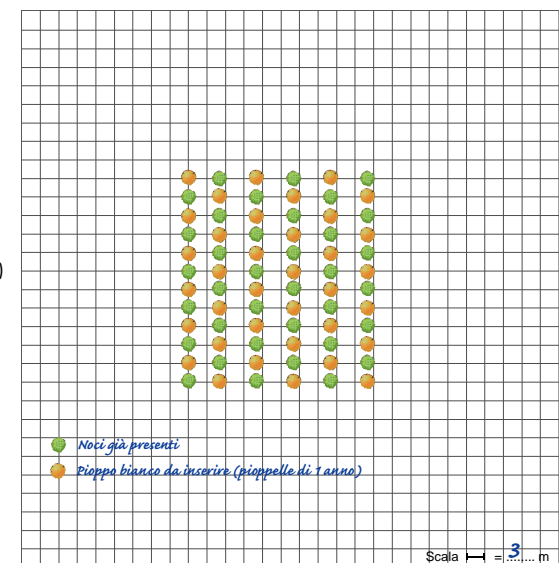 )
Noci già presenti
Pioppo bianco da inserire (pioppelle di 1 anno)
Scala = ...3.... m